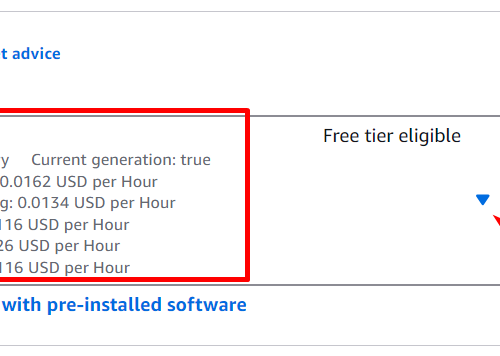 t advice
Free tier eligible
y Current generation: true
0.0162 USD per Hour
g: 0.0134 USD per Hour
116 USD per Hour
26 USD per Hour
116 USD per Hour
with pre-installed software